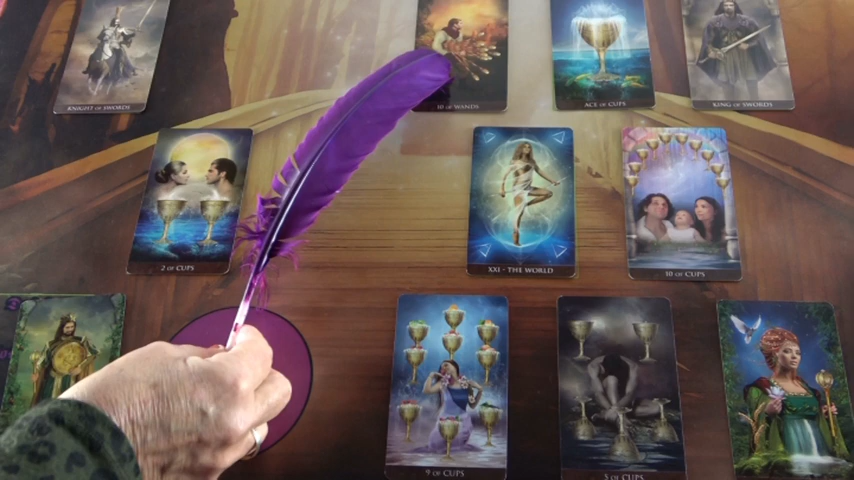 KNIGHT OF SWORDS
10 OF WANDS
ACE OF CUPS
KING OF SWORDS
2 OF CUPS
XXI - THE WORLD
10 OF CUPS
9 OF CUPS
5 OF CUPS